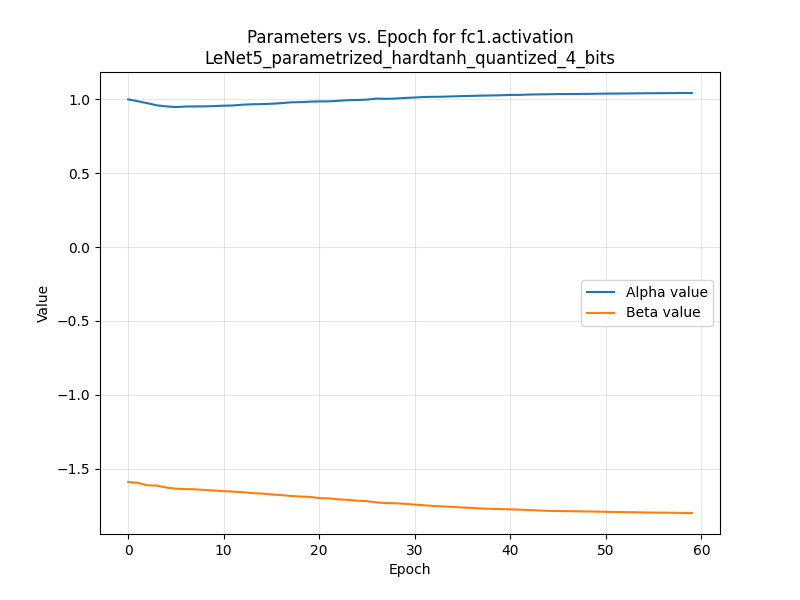 Parameters vs. Epoch for fc1.activation
LeNet5_parametrized_hardtanh_quantized_4_bits
1.0
0.5
0.0
−0.5
−1.0
−1.5
Value
Alpha value
Beta value
0 10 20 30 40 50 60
Epoch